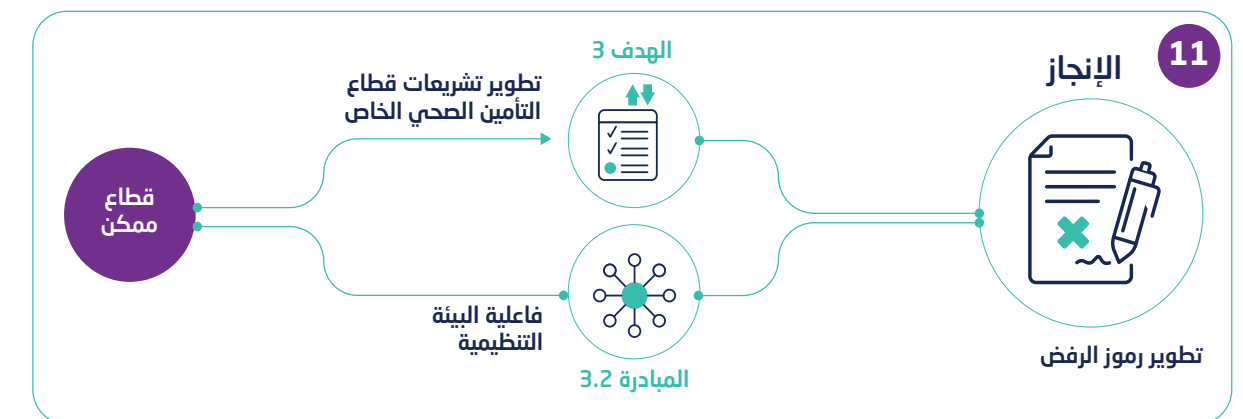 11
الإنجاز
تطوير رموز الرفض
الهدف 3
تطوير تشريعات قطاع
التأمين الصحي الخاص
فاعلية البيئة
التنظيمية
المبادرة 3.2
قطاع
ممكن